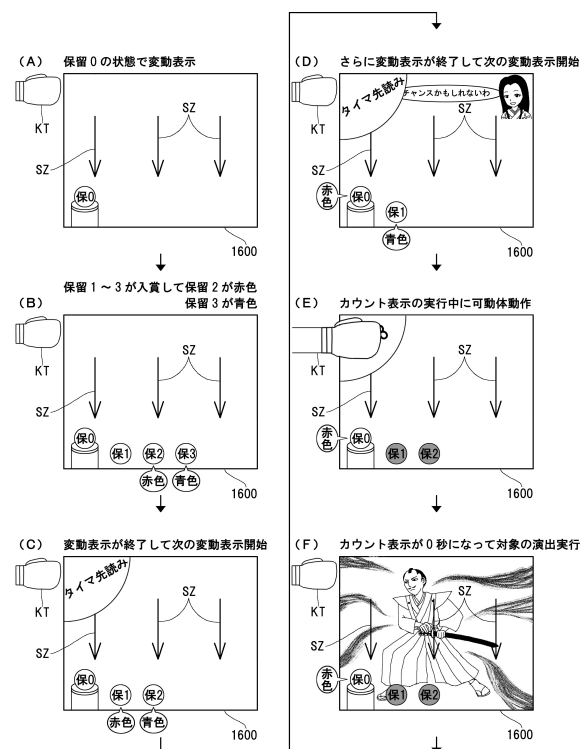 (A) 保留0の状態で変動表示
KT
SZ
SZ
保0
1600
(B) 保留1～3が入賞して保留2が赤色
保留3が青色
KT
SZ
SZ
保0 保1 保2 保3
赤色 青色
1600
(C) 変動表示が終了して次の変動表示開始
タイマ先読み
KT
SZ
SZ
保0 保1 保2
赤色 青色
1600
(D) さらに変動表示が終了して次の変動表示開始
タイマ先読み
チャンスかもしれないわ
KT
SZ
SZ
赤色 保0 保1
青色
1600
(E) カウント表示の実行中に可動体動作
KT
SZ
SZ
赤色 保0 保1 保2
1600
(F) カウント表示が0秒になって対象の演出実行
KT
SZ
SZ
赤色 保0 保1 保2
1600